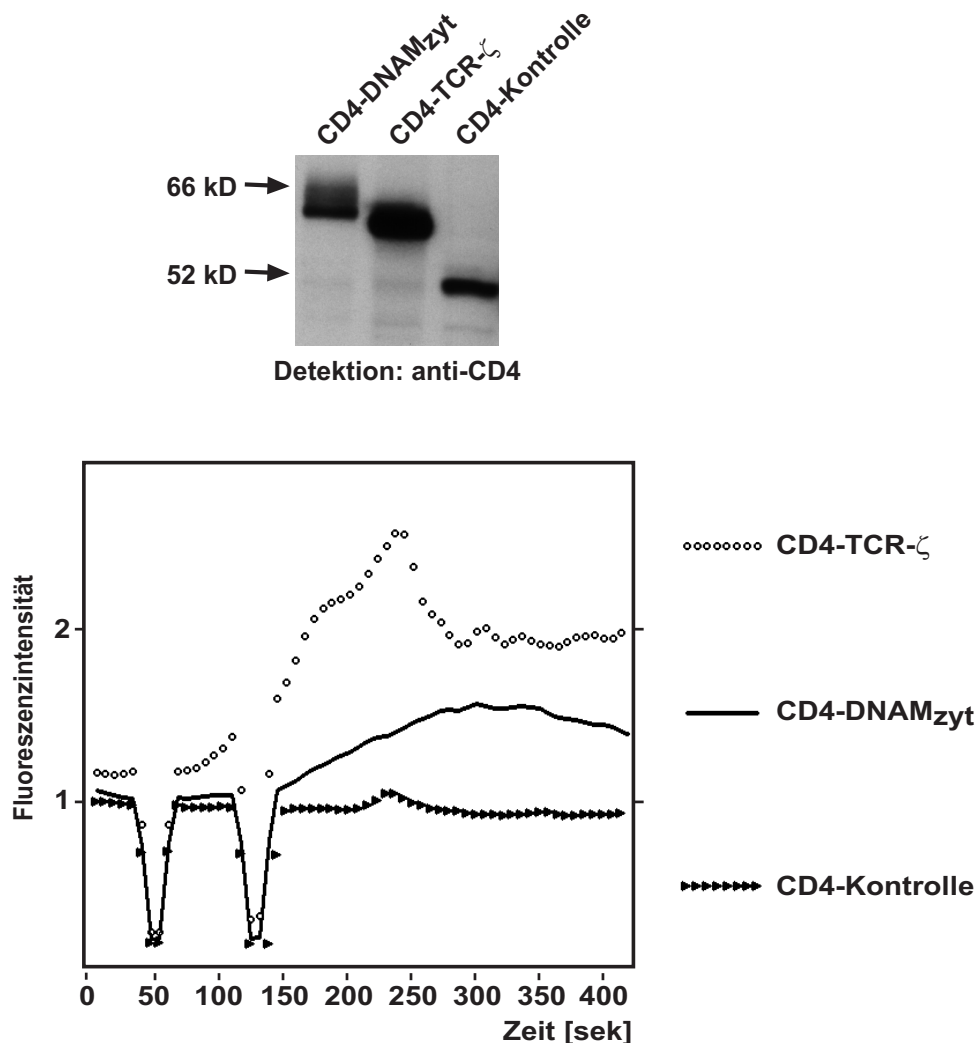 CD4-DNAMzyt
CD4-TCR-ζ
CD4-Kontrolle
66 kD
52 kD
Detektion: anti-CD4
Fluoreszenzintensität
2
1
0 50 100 150 200 250 300 350 400
Zeit [sek]
CD4-TCR-ζ
CD4-DNAMzyt
CD4-Kontrolle